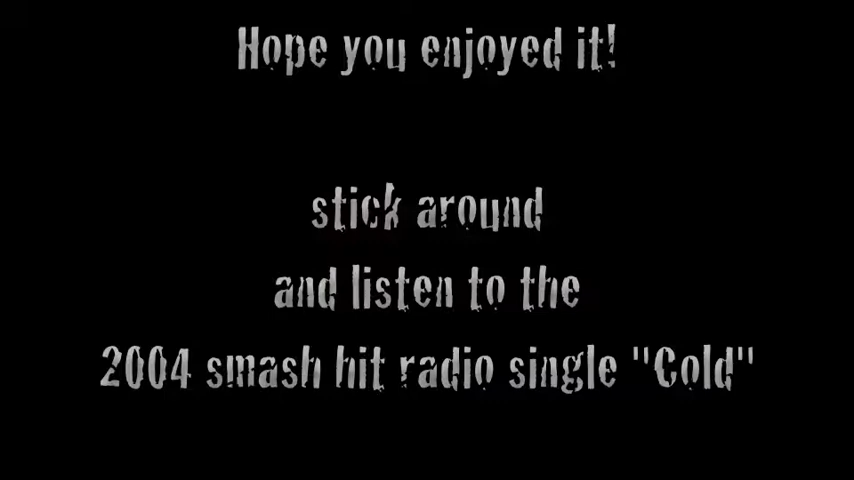 Hope you enjoyed it!
stick around
and listen to the
2004 smash hit radio single "Cold"